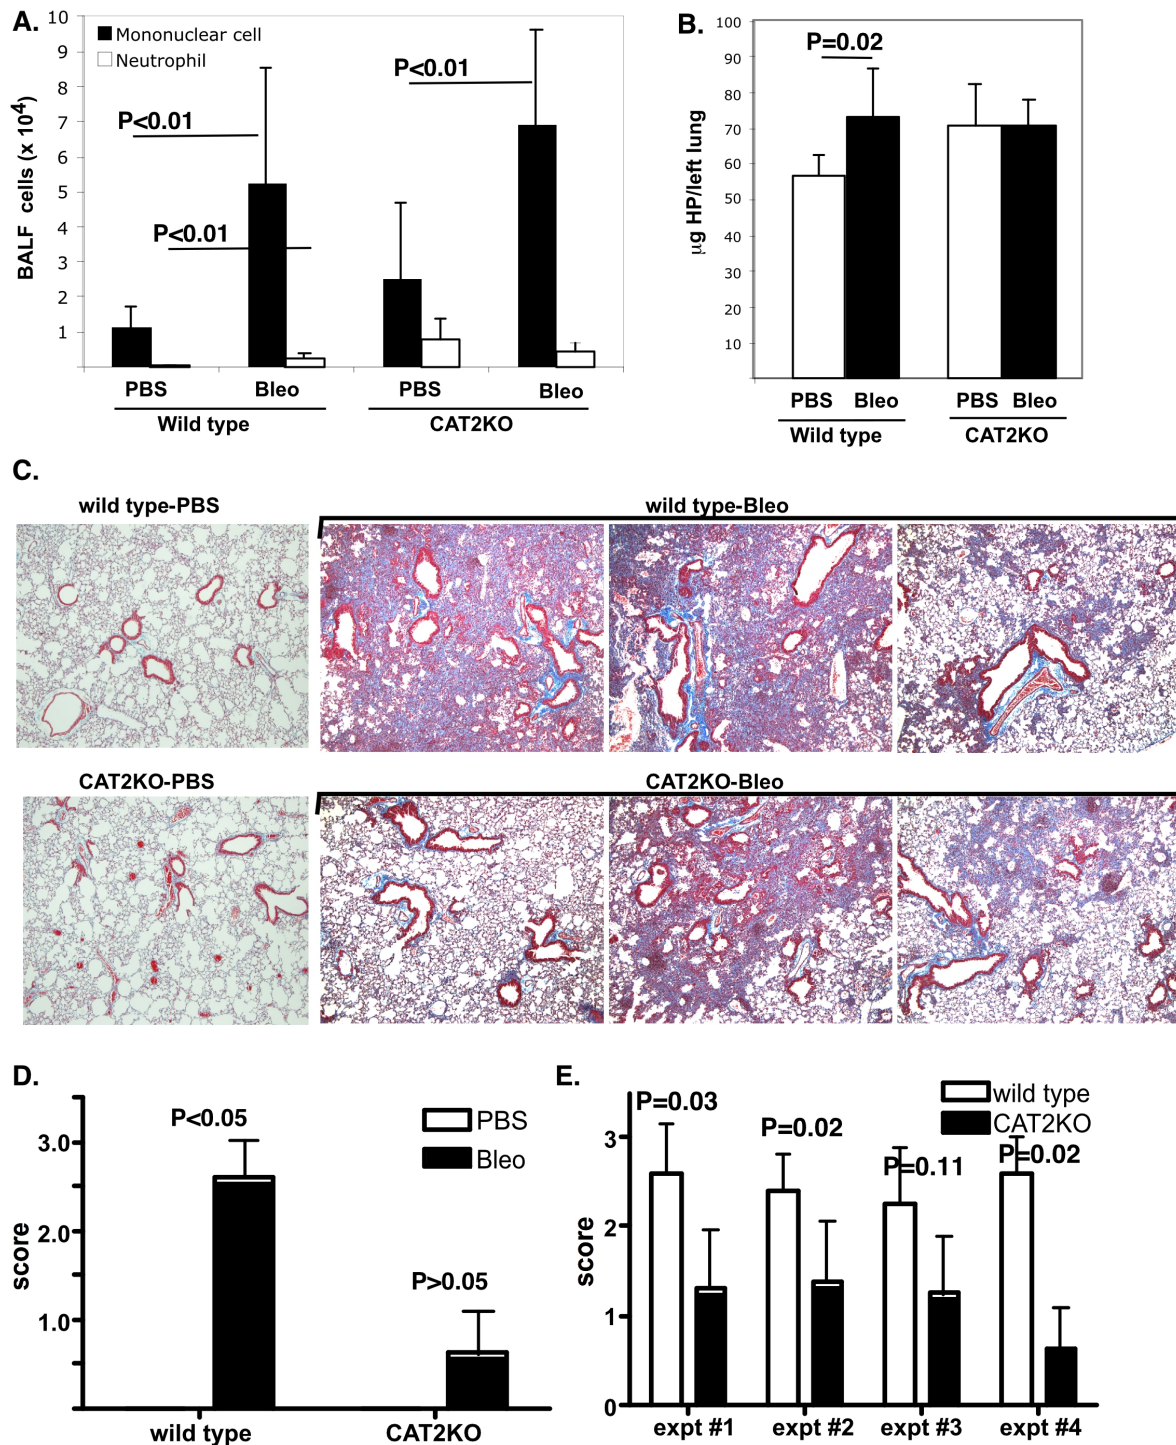 A.
BALF cells (x 10⁴)
10
9
8
7
6
5
4
3
2
1
Mononuclear cell
Neutrophil
P<0.01
P<0.01
P<0.01
PBS
Bleo
PBS
Bleo
Wild type
CAT2KO
B.
μg HP/left lung
100
90
80
70
60
50
40
100
30
20
10
P=0.02
PBS
Bleo
PBS
Bleo
Wild type
CAT2KO
C.
wild type-PBS
wild type-Bleo
CAT2KO-PBS
CAT2KO-Bleo
D.
score
3.0
2.0
1.0
P<0.05
P>0.05
PBS
Bleo
wild type
CAT2KO
E.
score
3
2
1
0
wild type
CAT2KO
P=0.03
P=0.02
P=0.11
P=0.02
expt #1
expt #2
expt #3
expt #4